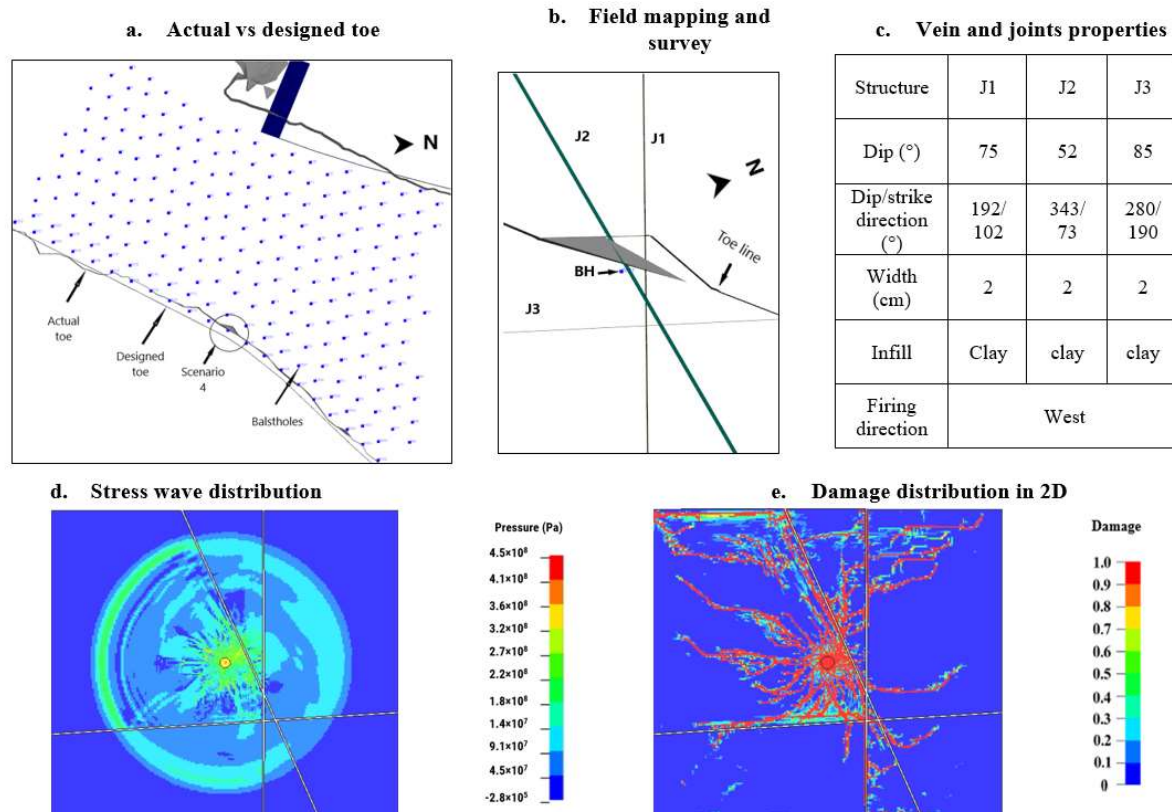 a. Actual vs designed toe
N
Actual
toe
Designed
toe
Scenario
4
Balstholes
b. Field mapping and
survey
J2
J1
N
Toe line
BH
J3
c. Vein and joints properties
Structure J1 J2 J3
Dip (°) 75 52 85
Dip/strike
direction
(°)
192/
102
343/
73
280/
190
Width
(cm)
2 2 2
Infill Clay clay clay
Firing
direction
West
d. Stress wave distribution
Pressure (Pa)
4.5×10⁸
4.1×10⁸
3.6×10⁸
3.2×10⁸
2.7×10⁸
2.2×10⁸
1.8×10⁸
1.4×10⁷
9.1×10⁷
4.5×10⁷
-2.8×10⁵
e. Damage distribution in 2D
Damage
1.0
0.9
0.8
0.7
0.6
0.5
0.4
0.3
0.2
0.1
0